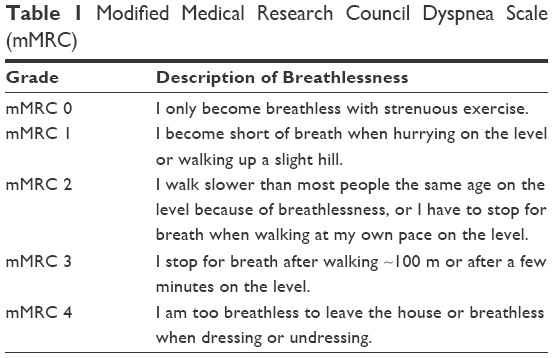 Table 1 Modified Medical Research Council Dyspnea Scale
(mMRC)
Grade Description of Breathlessness
mMRC 0 I only become breathless with strenuous exercise.
mMRC 1 I become short of breath when hurrying on the level
or walking up a slight hill.
mMRC 2 I walk slower than most people the same age on the
level because of breathlessness, or I have to stop for
breath when walking at my own pace on the level.
mMRC 3 I stop for breath after walking ~100 m or after a few
minutes on the level.
mMRC 4 I am too breathless to leave the house or breathless
when dressing or undressing.